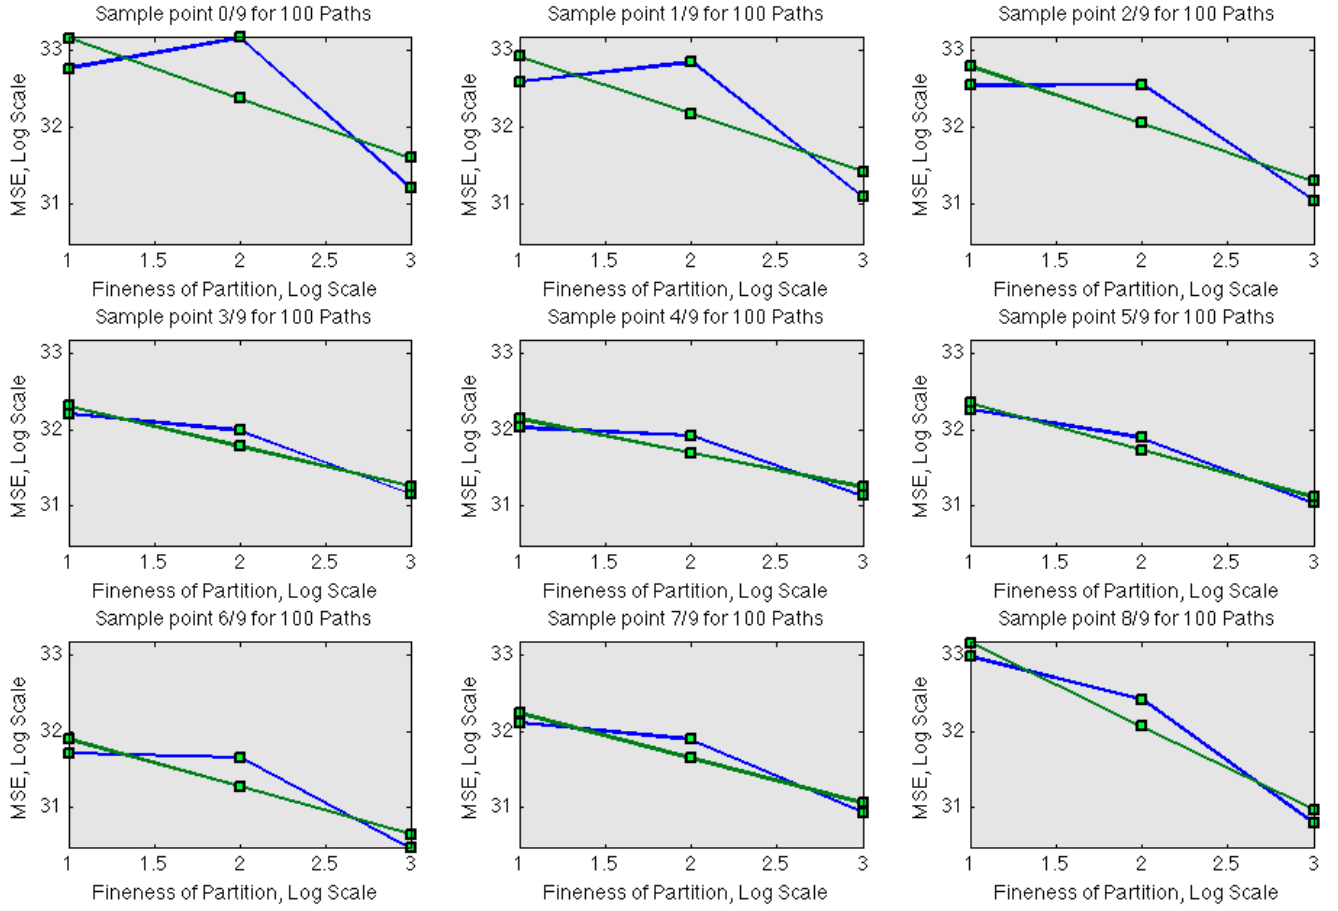 Sample point 0/9 for 100 Paths
Sample point 1/9 for 100 Paths
Sample point 2/9 for 100 Paths
33
32
31
MSE, Log Scale
1 1.5 2 2.5 3
Fineness of Partition, Log Scale
33
32
31
MSE, Log Scale
1 1.5 2 2.5 3
Fineness of Partition, Log Scale
33
32
31
MSE, Log Scale
1 1.5 2 2.5 3
Fineness of Partition, Log Scale
Sample point 3/9 for 100 Paths
Sample point 4/9 for 100 Paths
Sample point 5/9 for 100 Paths
33
32
31
MSE, Log Scale
1 1.5 2 2.5 3
Fineness of Partition, Log Scale
33
32
31
MSE, Log Scale
1 1.5 2 2.5 3
Fineness of Partition, Log Scale
33
32
31
MSE, Log Scale
1 1.5 2 2.5 3
Fineness of Partition, Log Scale
Sample point 6/9 for 100 Paths
Sample point 7/9 for 100 Paths
Sample point 8/9 for 100 Paths
33
32
31
MSE, Log Scale
1 1.5 2 2.5 3
Fineness of Partition, Log Scale
33
32
31
MSE, Log Scale
1 1.5 2 2.5 3
Fineness of Partition, Log Scale
33
32
31
MSE, Log Scale
1 1.5 2 2.5 3
Fineness of Partition, Log Scale